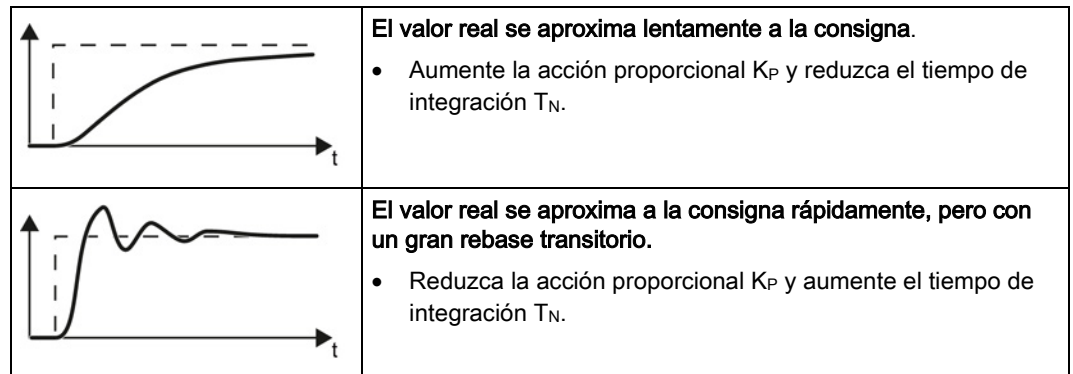 t
El valor real se aproxima lentamente a la consigna.
• Aumente la acción proporcional KP y reduzca el tiempo de
integración TN.
t
El valor real se aproxima a la consigna rápidamente, pero con
un gran rebase transitorio.
• Reduzca la acción proporcional KP y aumente el tiempo de
integración TN.